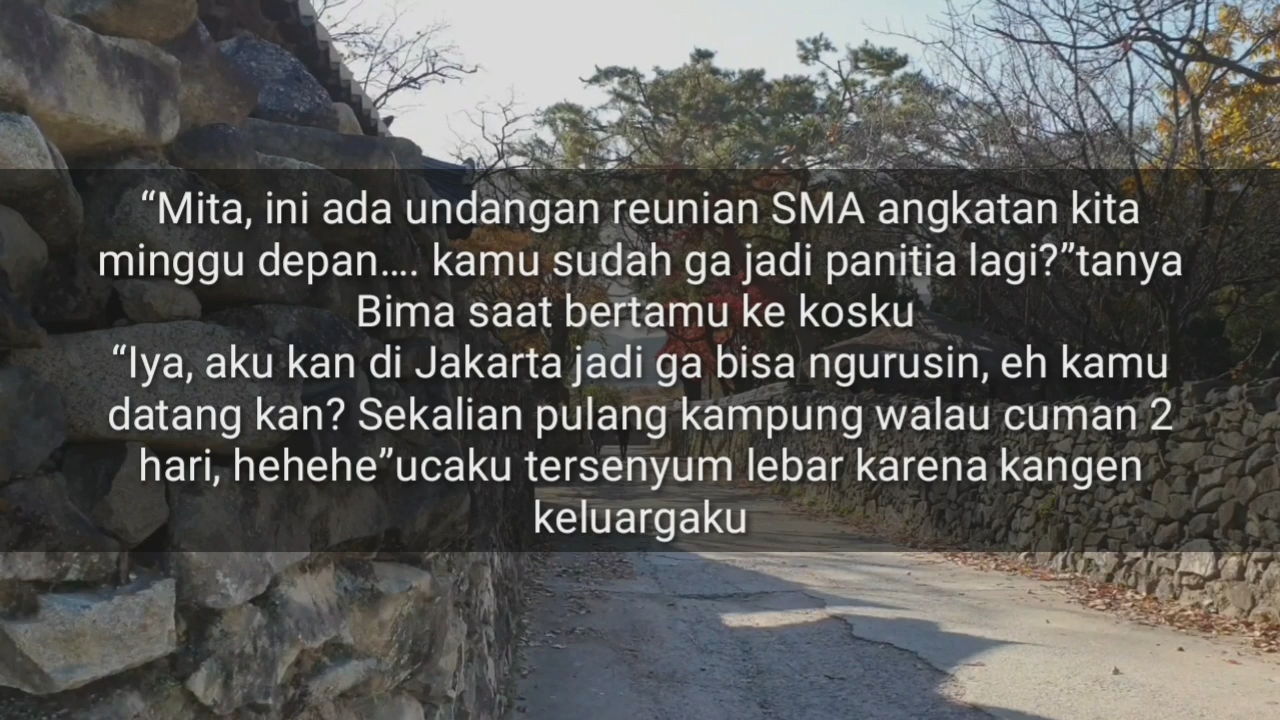 “Mita, ini ada undangan reunian SMA angkatan kita
minggu depan.... kamu sudah ga jadi panitia lagi?”tanya
Bima saat bertamu ke kosku
“Iya, aku kan di Jakarta jadi ga bisa ngurusin, eh kamu
datang kan? Sekalian pulang kampung walau cuman 2
hari, hehehe”ucaku tersenyum lebar karena kangen
keluargaku